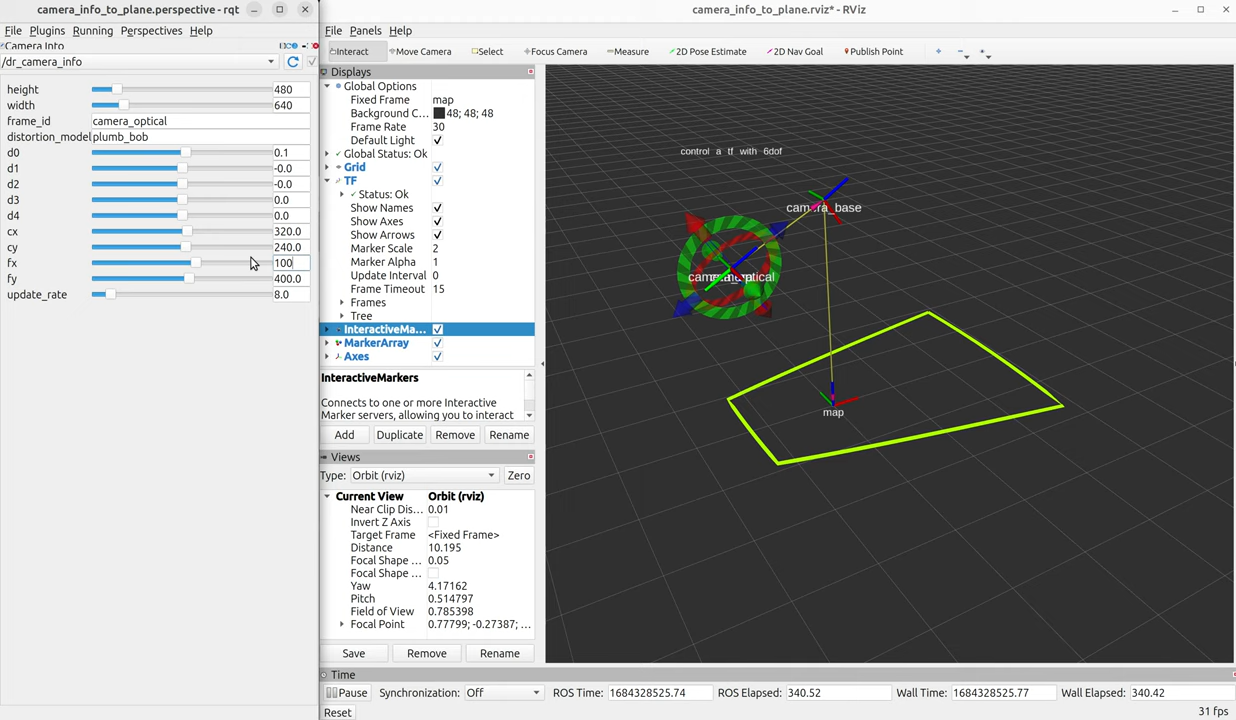 camera_info_to_plane.perspective - rqt
File Plugins Running Perspectives Help
Camera Info
/dr_camera_info
height 480
width 640
frame_id camera_optical
distortion_model plumb_bob
d0 0.1
d1 -0.0
d2 -0.0
d3 0.0
d4 0.0
cx 320.0
cy 240.0
fx 100
fy 400.0
update_rate 8.0
camera_info_to_plane.rviz* - RViz
File Panels Help
Interact Move Camera Select Focus Camera Measure 2D Pose Estimate 2D Nav Goal Publish Point
Displays
Global Options
Fixed Frame map
Background C... 48; 48; 48
Frame Rate 30
Default Light
Global Status: Ok
Grid
TF
Status: Ok
Show Names
Show Axes
Show Arrows
Marker Scale 2
Marker Alpha 1
Update Interval 0
Frame Timeout 15
Frames
Tree
InteractiveMa...
MarkerArray
Axes
InteractiveMarkers
Connects to one or more Interactive
Marker servers, allowing you to interact
Add Duplicate Remove Rename
Views
Type: Orbit (rviz) Zero
Current View Orbit (rviz)
Near Clip Dis... 0.01
Invert Z Axis
Target Frame <Fixed Frame>
Distance 10.195
Focal Shape ... 0.05
Focal Shape ...
Yaw 4.17162
Pitch 0.514797
Field of View 0.785398
Focal Point 0.77799; -0.27387; ...
Save Remove Rename
control a tf with 6dof
camera_base
map
Time
Pause Synchronization: Off ROS Time: 1684328525.74 ROS Elapsed: 340.52 Wall Time: 1684328525.77 Wall Elapsed: 340.42
Reset 31 fps